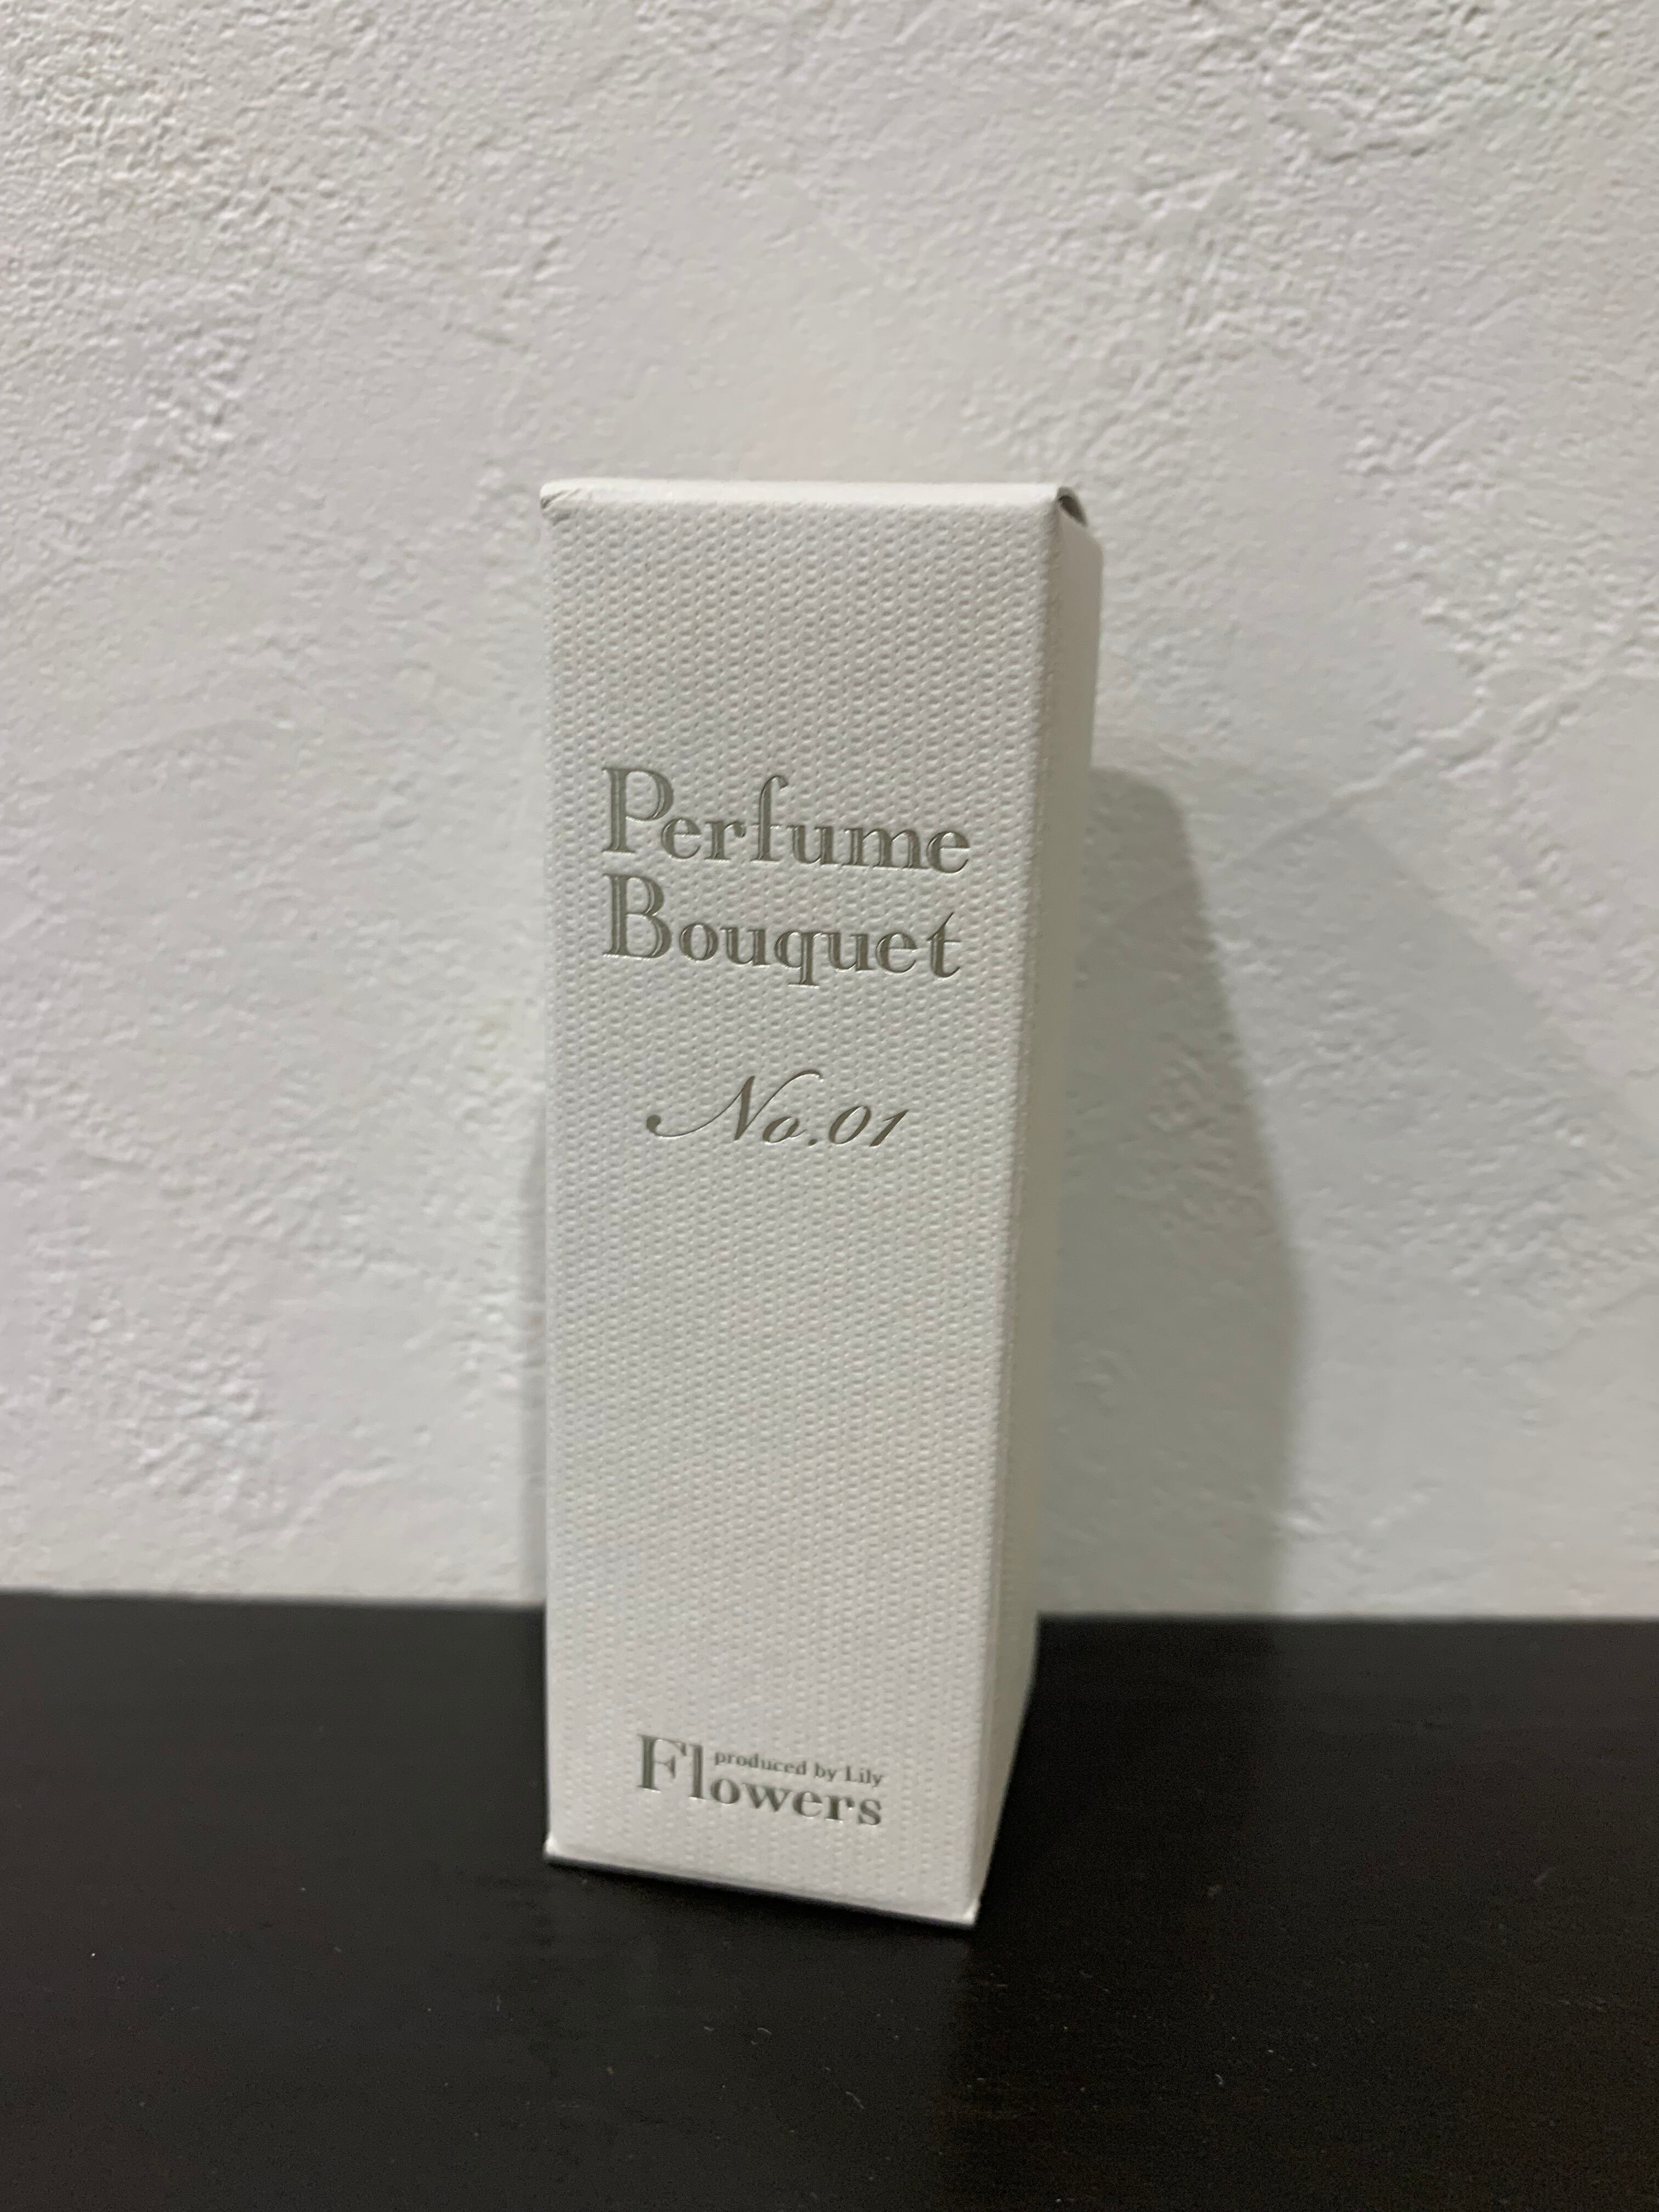 Perfume
Bouquet
No.01
produced by Lily
Flowers